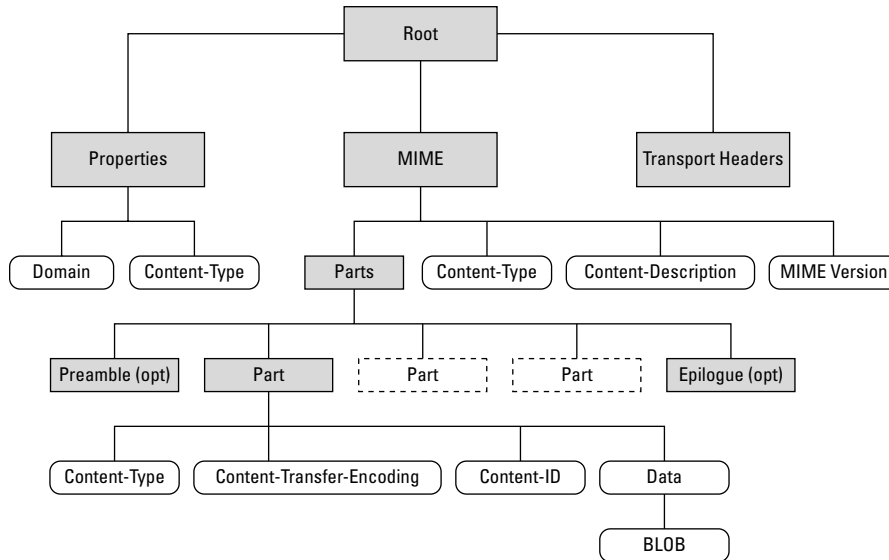 Root
Properties
MIME
Transport Headers
Domain
Content-Type
Parts
Content-Type
Content-Description
MIME Version
Preamble (opt)
Part
Part
Part
Epilogue (opt)
Content-Type
Content-Transfer-Encoding
Content-ID
Data
BLOB